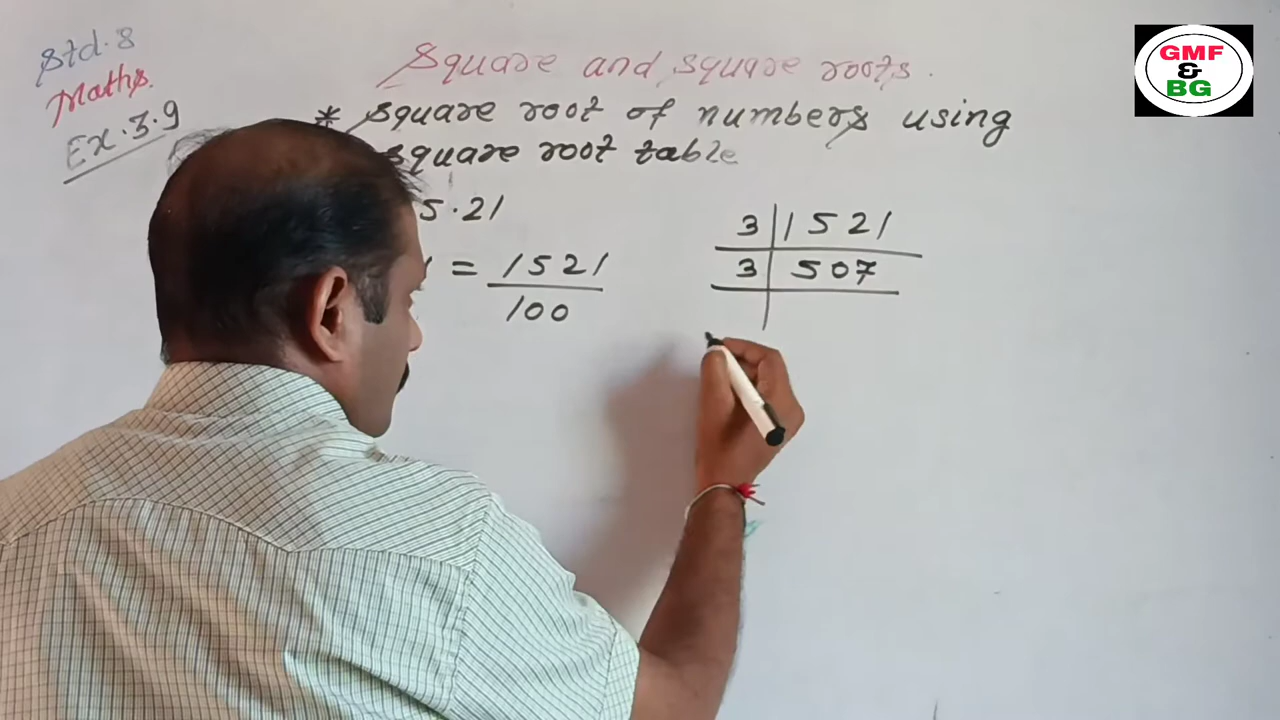 Std.8
Maths.
Ex.3.9
Square and square roots.
* square root of numbers using
square root table
5.21
= 1521
100
3 | 1521
3 | 507
GMF
&
BG